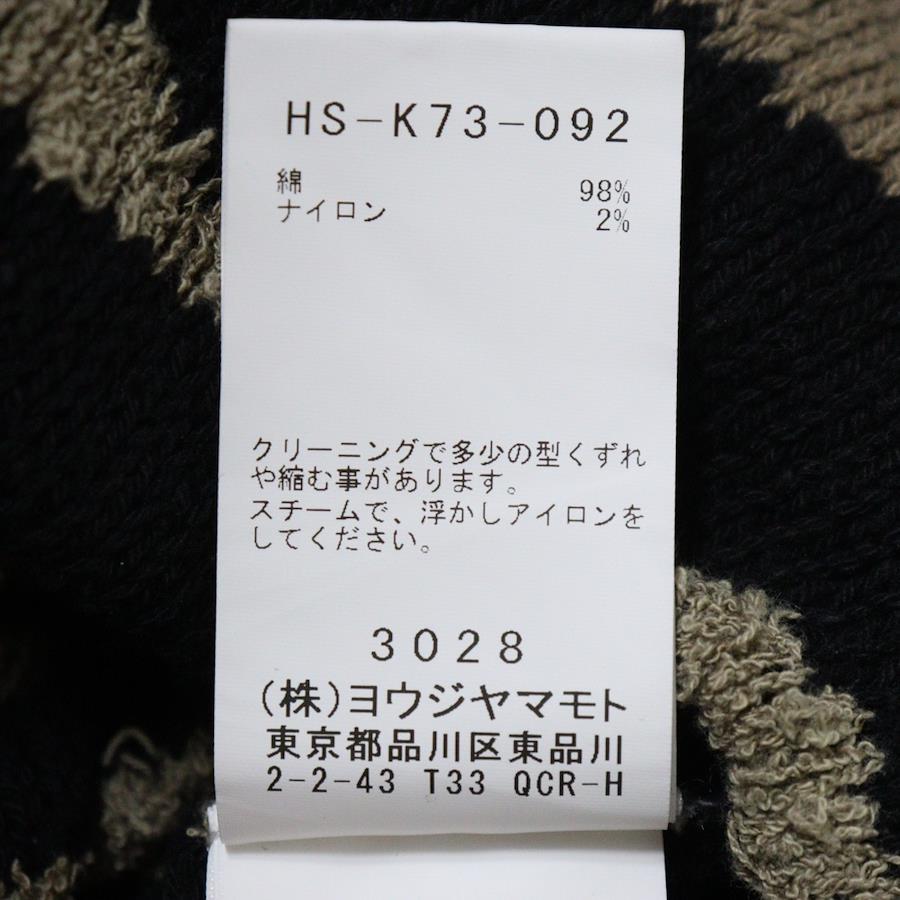 HS-K73-092
綿 98%
ナイロン 2%
クリーニングで多少の型くずれ
や縮む事があります。
スチームで、浮かしアイロンを
してください。
3028
(株)ヨウジヤマモト
東京都品川区東品川
2-2-43 T33 QCR-H